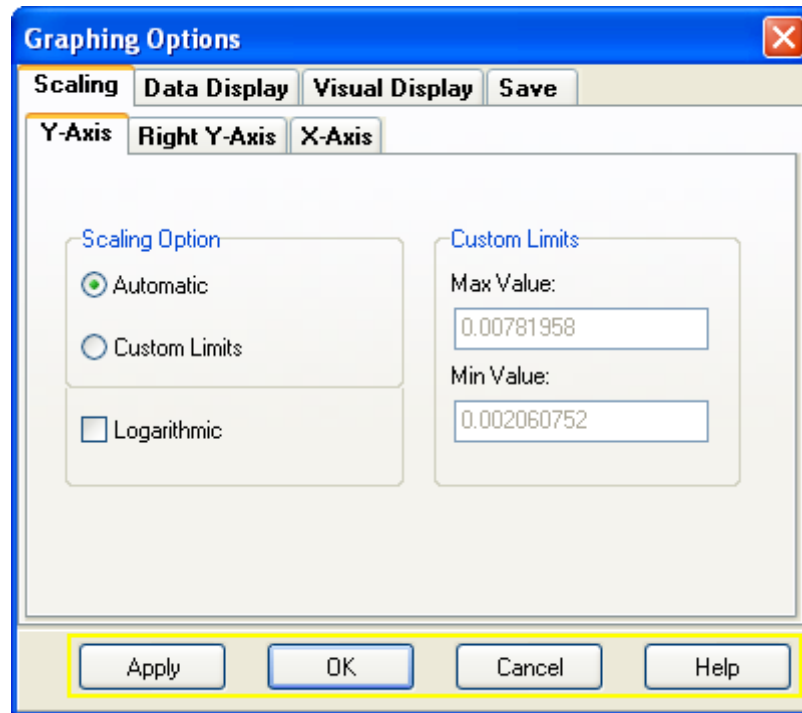 Graphing Options
Scaling Data Display Visual Display Save
Y-Axis Right Y-Axis X-Axis
Scaling Option
Automatic
Custom Limits
Logarithmic
Custom Limits
Max Value:
0.00781958
Min Value:
0.002060752
Apply OK Cancel Help